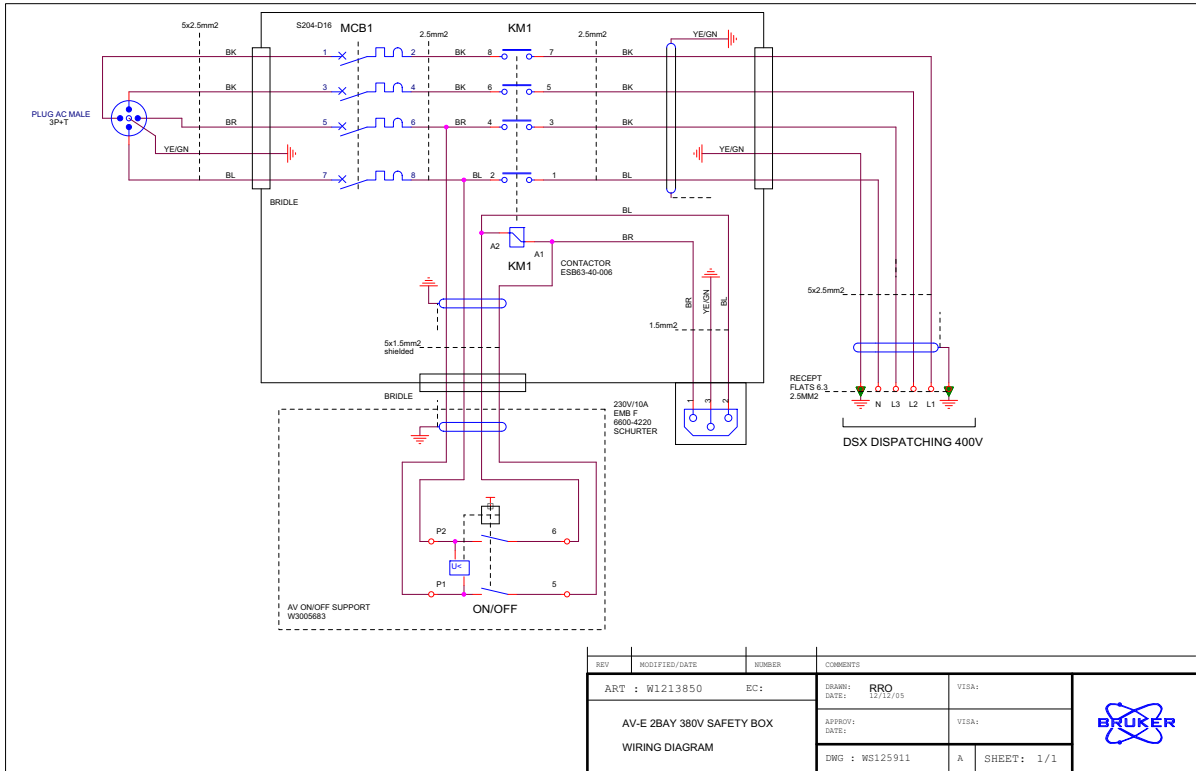 5x2.5mm2
S204-D16
MCB1
KM1
2.5mm2
2.5mm2
YE/GN
BK
1
2
BK
8
7
BK
BK
3
4
BK
6
5
BK
PLUG AC MALE
3P+T
BR
5
6
BR
4
3
BK
YE/GN
YE/GN
BL
7
8
BL
2
1
BL
BRIDLE
BL
BR
A2
A1
KM1
CONTACTOR
ESB63-40-006
BR
YE/GN
BL
5x2.5mm2
1.5mm2
5x1.5mm2
shielded
RECEPT
FLATS 6.3
2.5MM2
N
L3
L2
L1
BRIDLE
1
3
2
230V/10A
EMB F
6600-4220
SCHURTER
DSX DISPATCHING 400V
P2
6
U<
P1
5
AV ON/OFF SUPPORT
W3005683
ON/OFF
REV
MODIFIED/DATE
NUMBER
COMMENTS
ART : W1213850
EC:
DRAWN: RRO
DATE: 12/12/05
VISA:
AV-E 2BAY 380V SAFETY BOX
WIRING DIAGRAM
APPROV:
DATE:
VISA:
DWG : WS125911
A
SHEET: 1/1
BRUKER